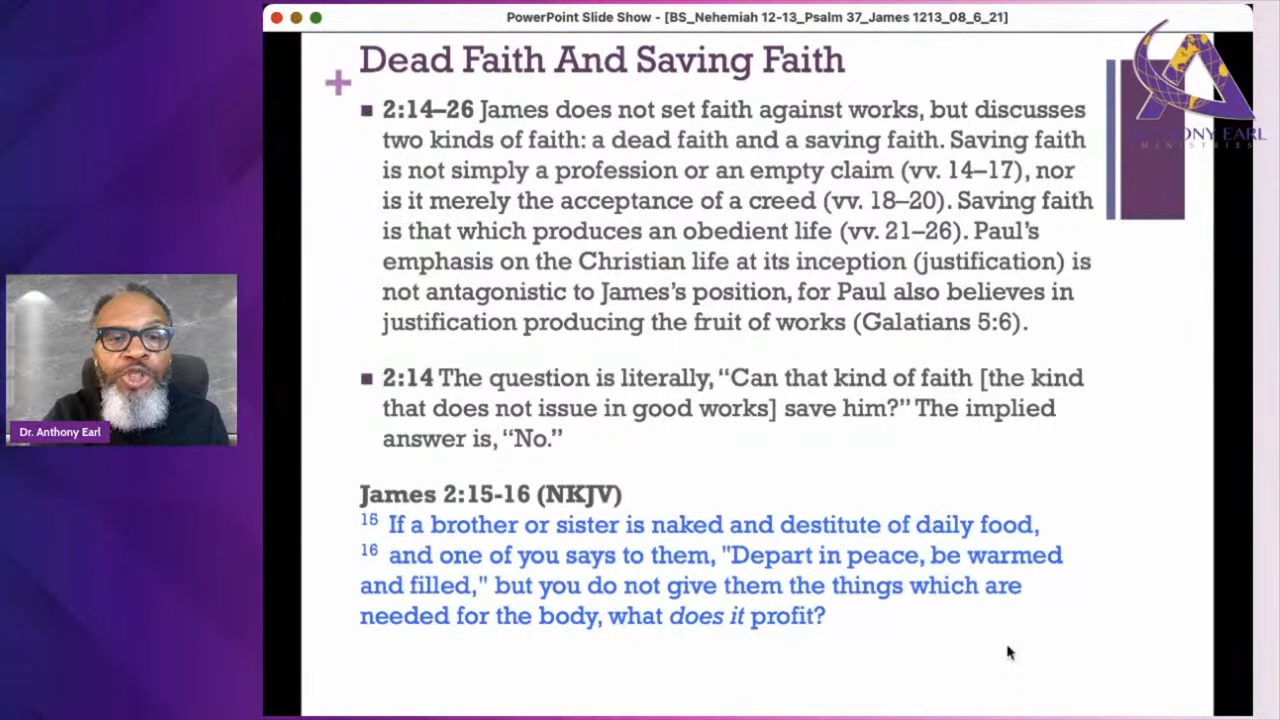 PowerPoint Slide Show - [BS_Nehemiah 12-13_Psalm 37_James 1213_08_6_21]
Dead Faith And Saving Faith
+
2:14–26 James does not set faith against works, but discusses
two kinds of faith: a dead faith and a saving faith. Saving faith
is not simply a profession or an empty claim (vv. 14–17), nor
is it merely the acceptance of a creed (vv. 18–20). Saving faith
is that which produces an obedient life (vv. 21–26). Paul’s
emphasis on the Christian life at its inception (justification) is
not antagonistic to James’s position, for Paul also believes in
justification producing the fruit of works (Galatians 5:6).
2:14 The question is literally, “Can that kind of faith [the kind
that does not issue in good works] save him?” The implied
answer is, “No.”
James 2:15-16 (NKJV)
15 If a brother or sister is naked and destitute of daily food,
16 and one of you says to them, "Depart in peace, be warmed
and filled," but you do not give them the things which are
needed for the body, what does it profit?
Dr. Anthony Earl
EARL
MINISTRIES